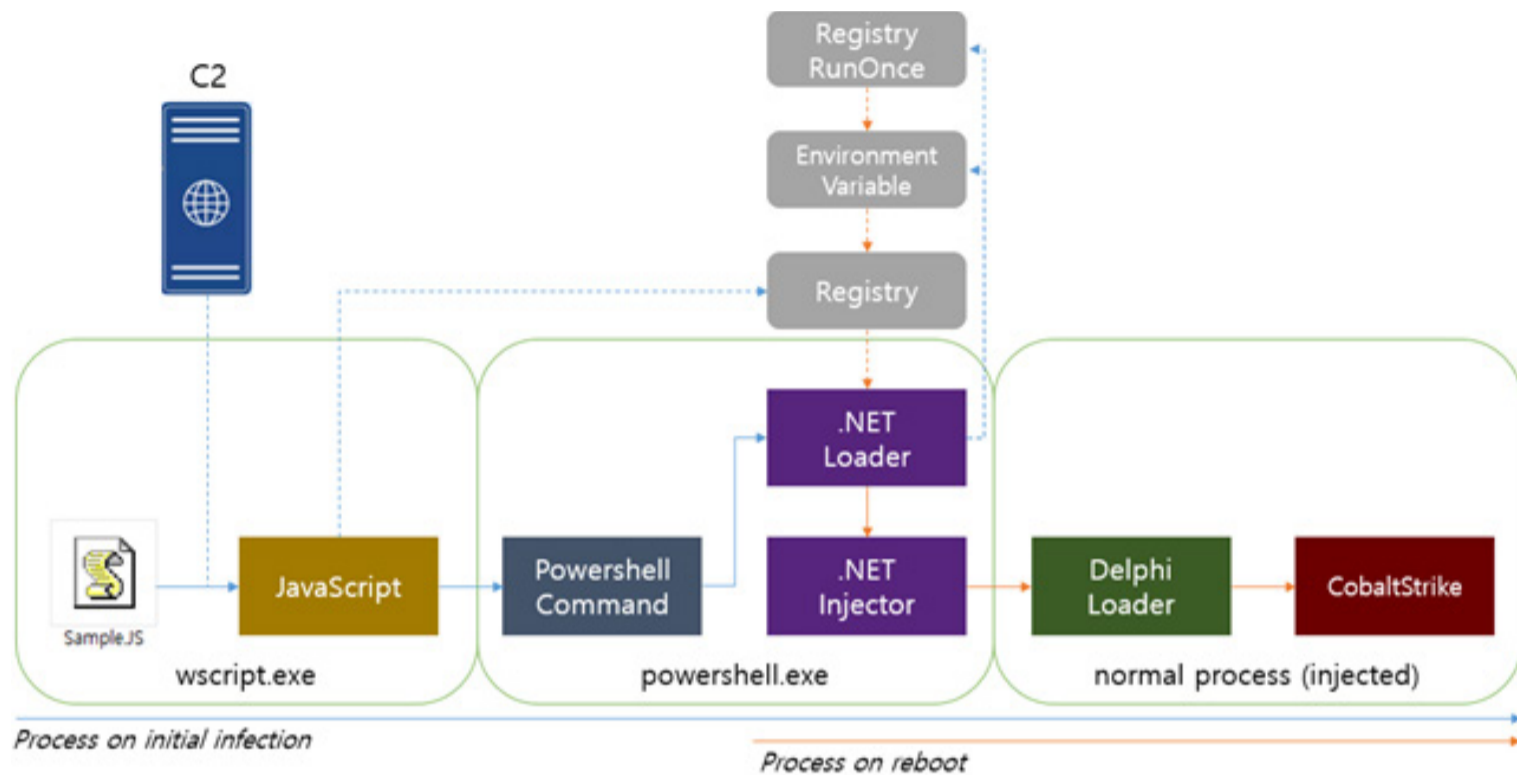 C2
Registry
RunOnce
Environment
Variable
Registry
.NET
Loader
Sample.JS
JavaScript
Powershell
Command
.NET
Injector
Delphi
Loader
CobaltStrike
wscript.exe
powershell.exe
normal process (injected)
Process on initial infection
Process on reboot